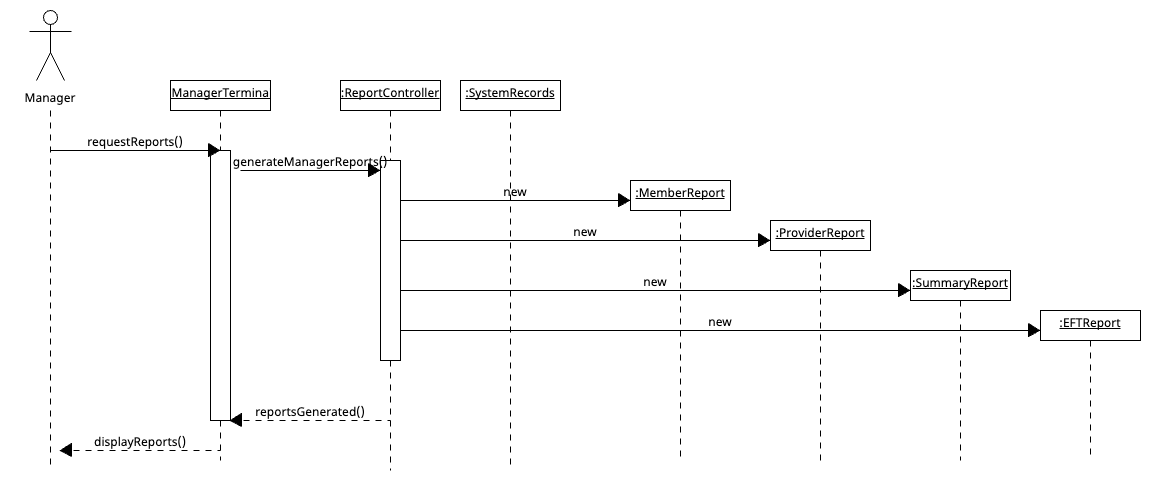 Manager
ManagerTermina
:ReportController
:SystemRecords
requestReports()
generateManagerReports()
new
:MemberReport
new
:ProviderReport
new
:SummaryReport
new
:EFTReport
reportsGenerated()
displayReports()